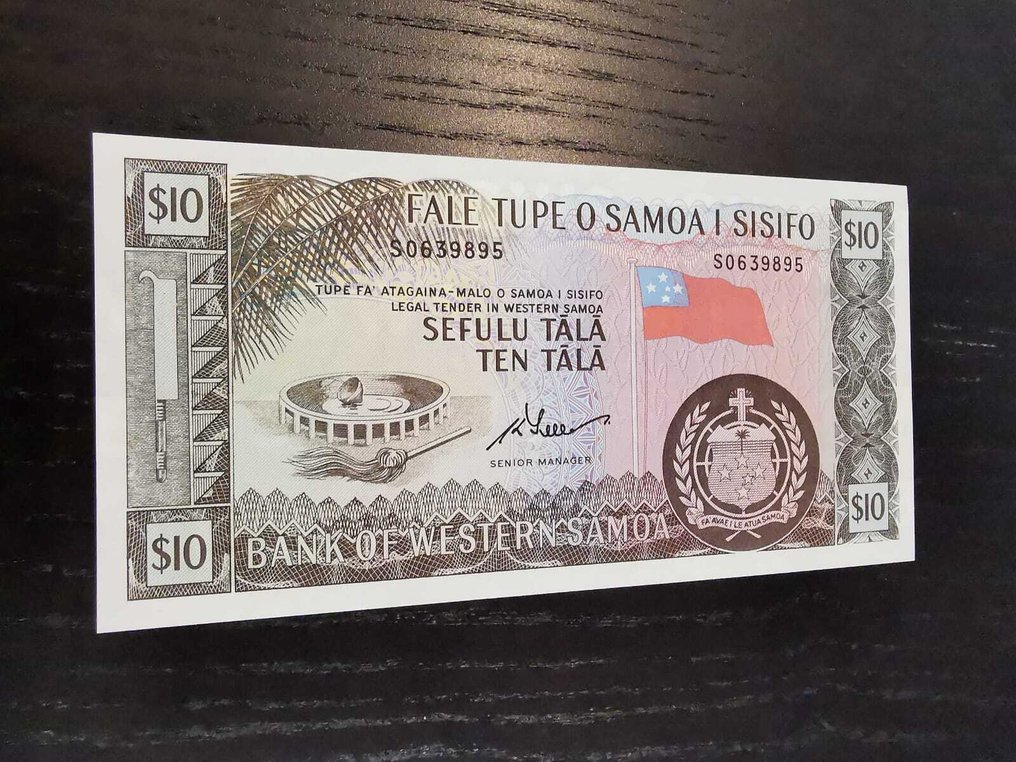 $10
$10
FALE TUPE O SAMOA I SISIFO
S0639895
S0639895
TUPE FA' ATAGAINA-MALO O SAMOA I SISIFO
LEGAL TENDER IN WESTERN SAMOA
SEFULU TĀLĀ
TEN TĀLĀ
SENIOR MANAGER
FA'AVAE I LE ATUA SAMOA
$10
$10
BANK OF WESTERN SAMOA